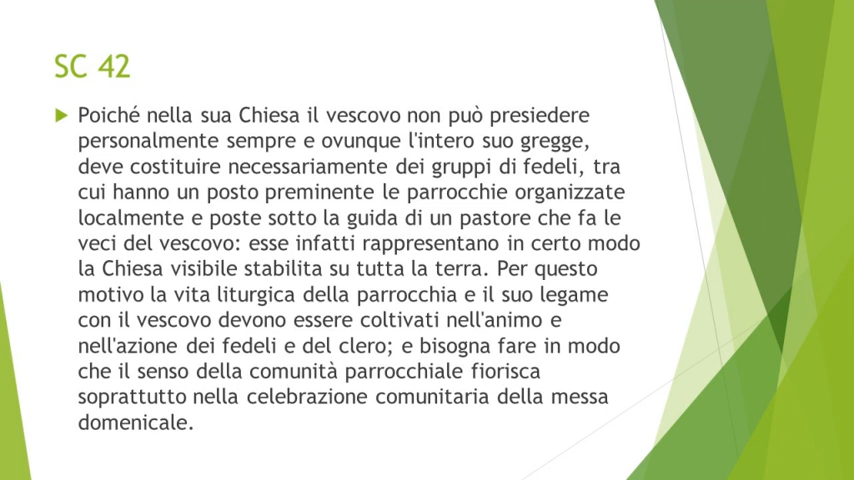 SC 42
Poiché nella sua Chiesa il vescovo non può presiedere
personalmente sempre e ovunque l'intero suo gregge,
deve costituire necessariamente dei gruppi di fedeli, tra
cui hanno un posto preminente le parrocchie organizzate
localmente e poste sotto la guida di un pastore che fa le
veci del vescovo: esse infatti rappresentano in certo modo
la Chiesa visibile stabilita su tutta la terra. Per questo
motivo la vita liturgica della parrocchia e il suo legame
con il vescovo devono essere coltivati nell'animo e
nell'azione dei fedeli e del clero; e bisogna fare in modo
che il senso della comunità parrocchiale fiorisca
soprattutto nella celebrazione comunitaria della messa
domenicale.